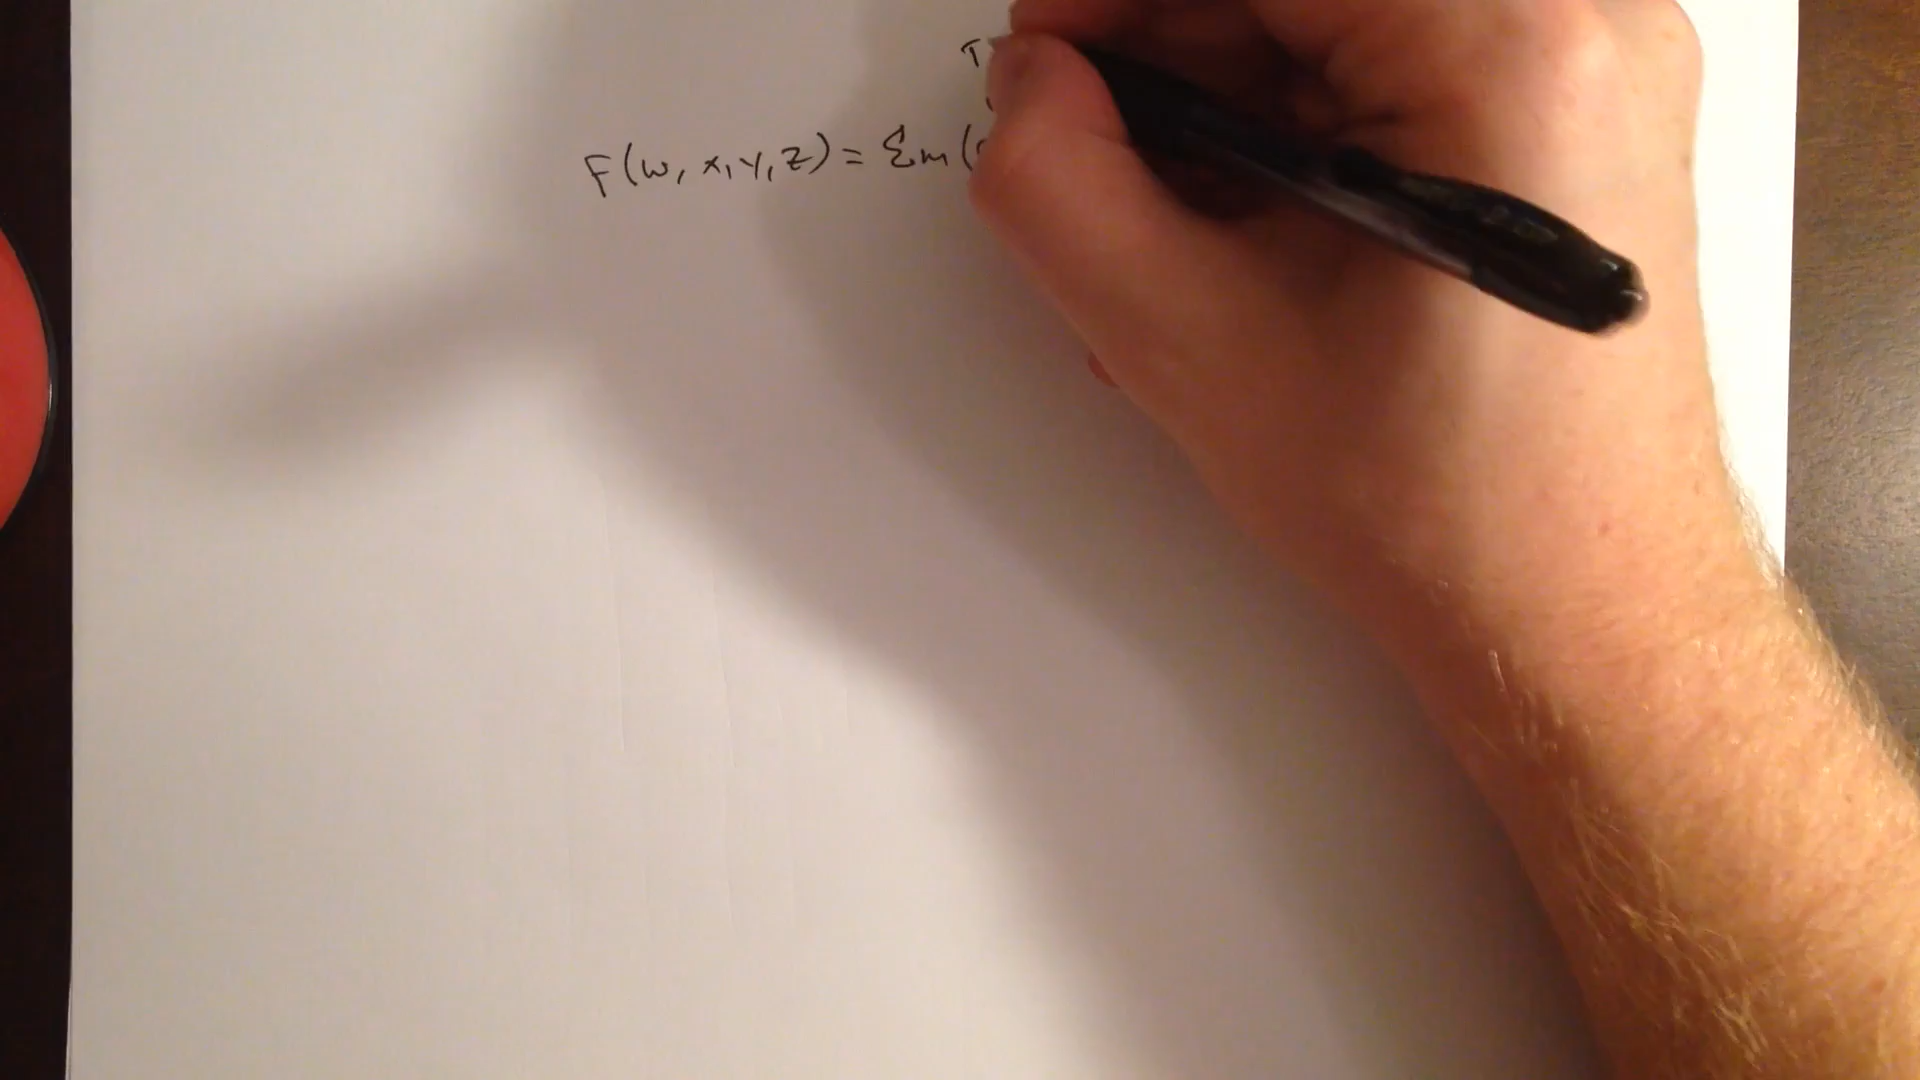 F(w, x, y, z) = Σm(